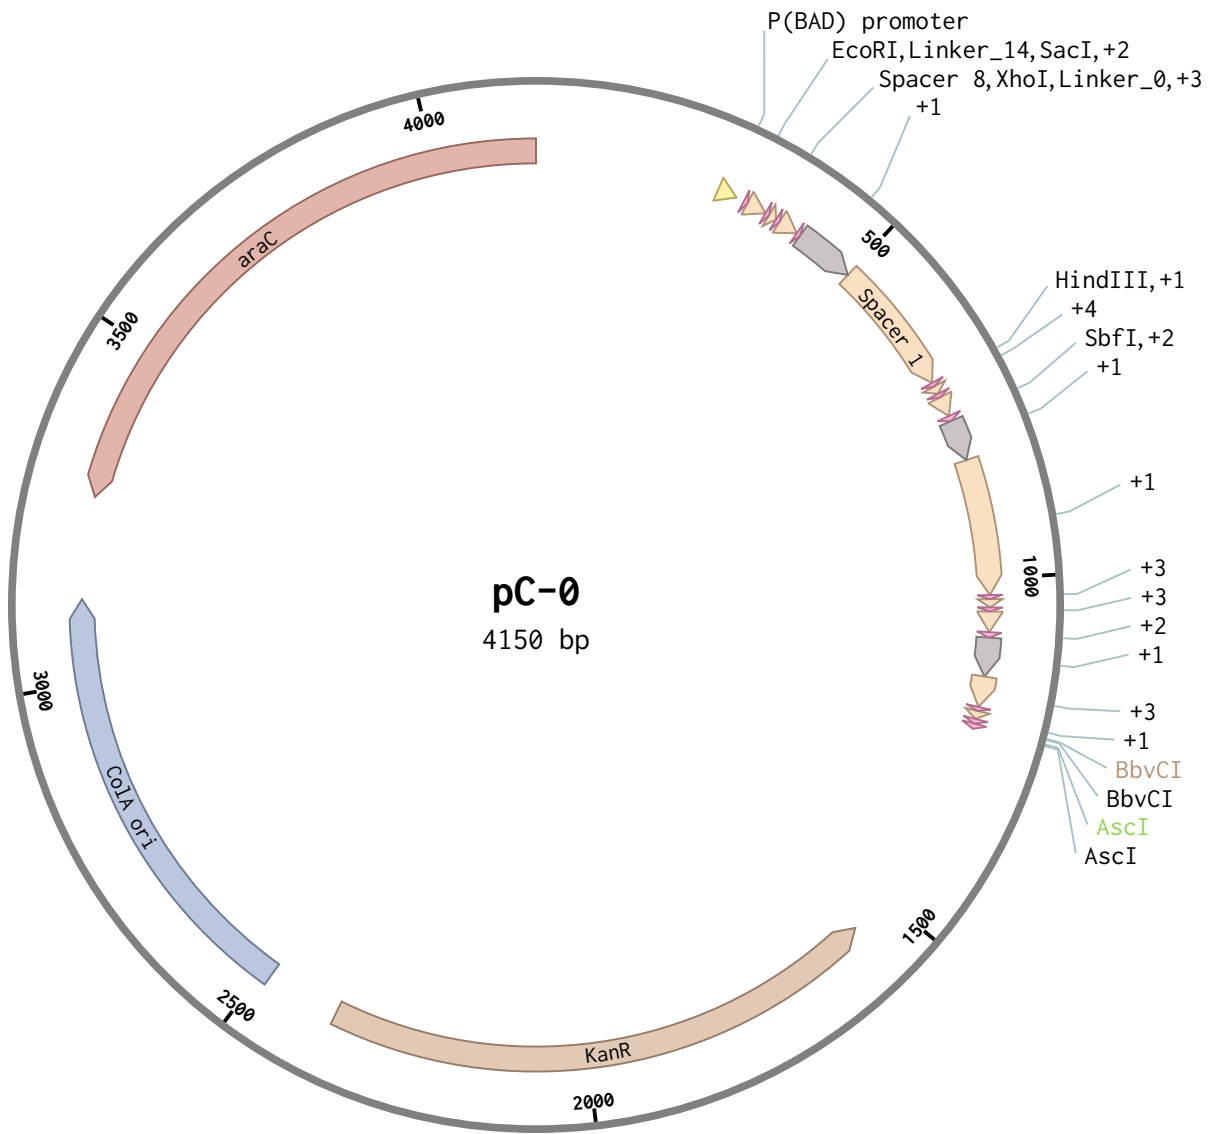 P(BAD) promoter
EcoRI,Linker_14,SacI,+2
Spacer 8,XhoI,Linker_0,+3
+1
4000
araC
500
3500
Spacer 1
HindIII,+1
+4
SbfI,+2
+1
+1
pC-0
4150 bp
1000
+3
+3
+2
+1
3000
+3
+1
BbvCI
BbvCI
AscI
AscI
ColA ori
1500
2500
KanR
2000